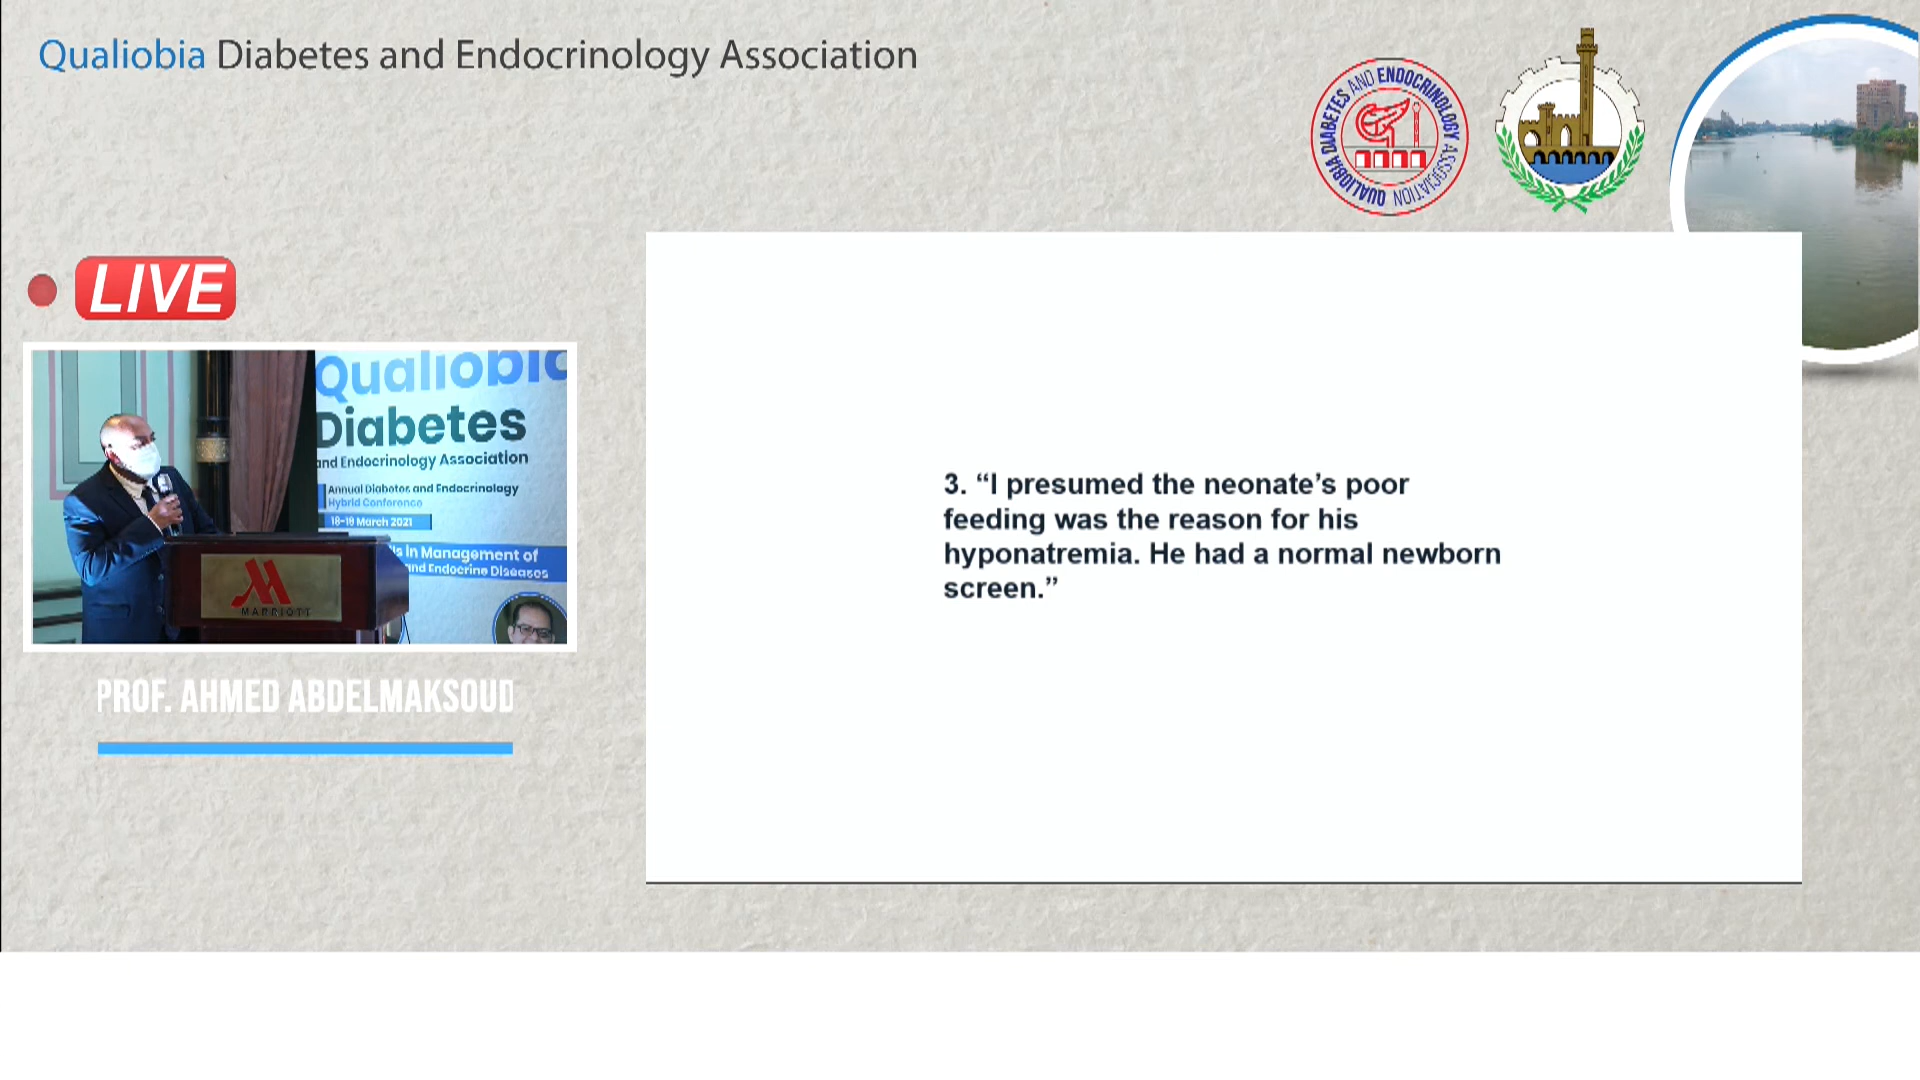 Qualiobia Diabetes and Endocrinology Association
QUALIOBIA DIABETES AND ENDOCRINOLOGY ASSOCIATION
LIVE
Qualiobia
Diabetes
and Endocrinology Association
Annual Diabetes and Endocrinology
Hybrid Conference
18-19 March 2021
in Management of
and Endocrine Diseases
MARRIOTT
PROF. AHMED ABDELMAKSOUD
3. “I presumed the neonate’s poor
feeding was the reason for his
hyponatremia. He had a normal newborn
screen.”